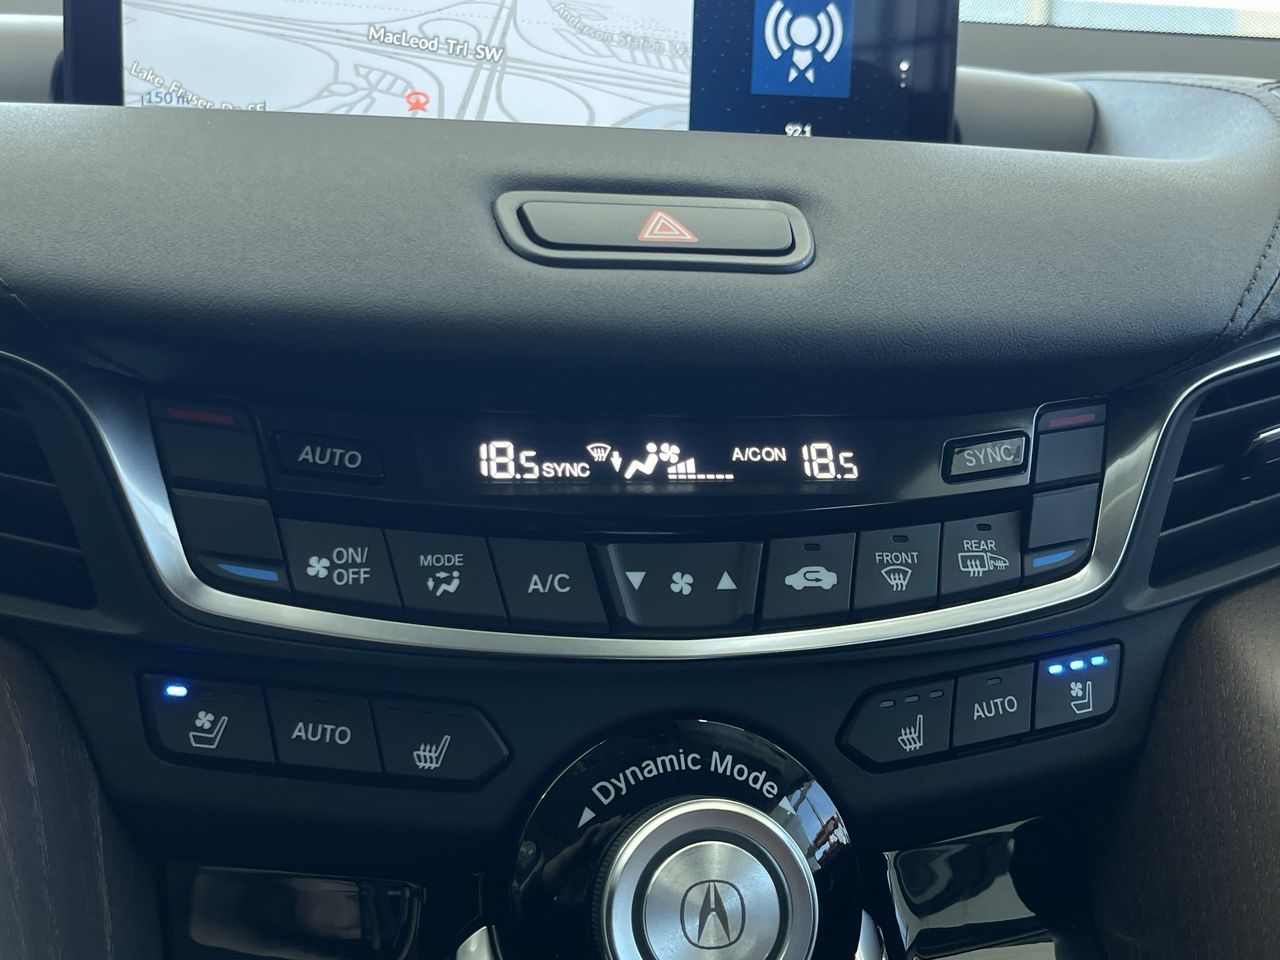 MacLeod Trl SW
Anderson Station
Lake Fraser
150 m
92.1
AUTO
18.5 SYNC
A/C ON
18.5
SYNC
ON/
OFF
MODE
A/C
FRONT
REAR
AUTO
AUTO
Dynamic Mode